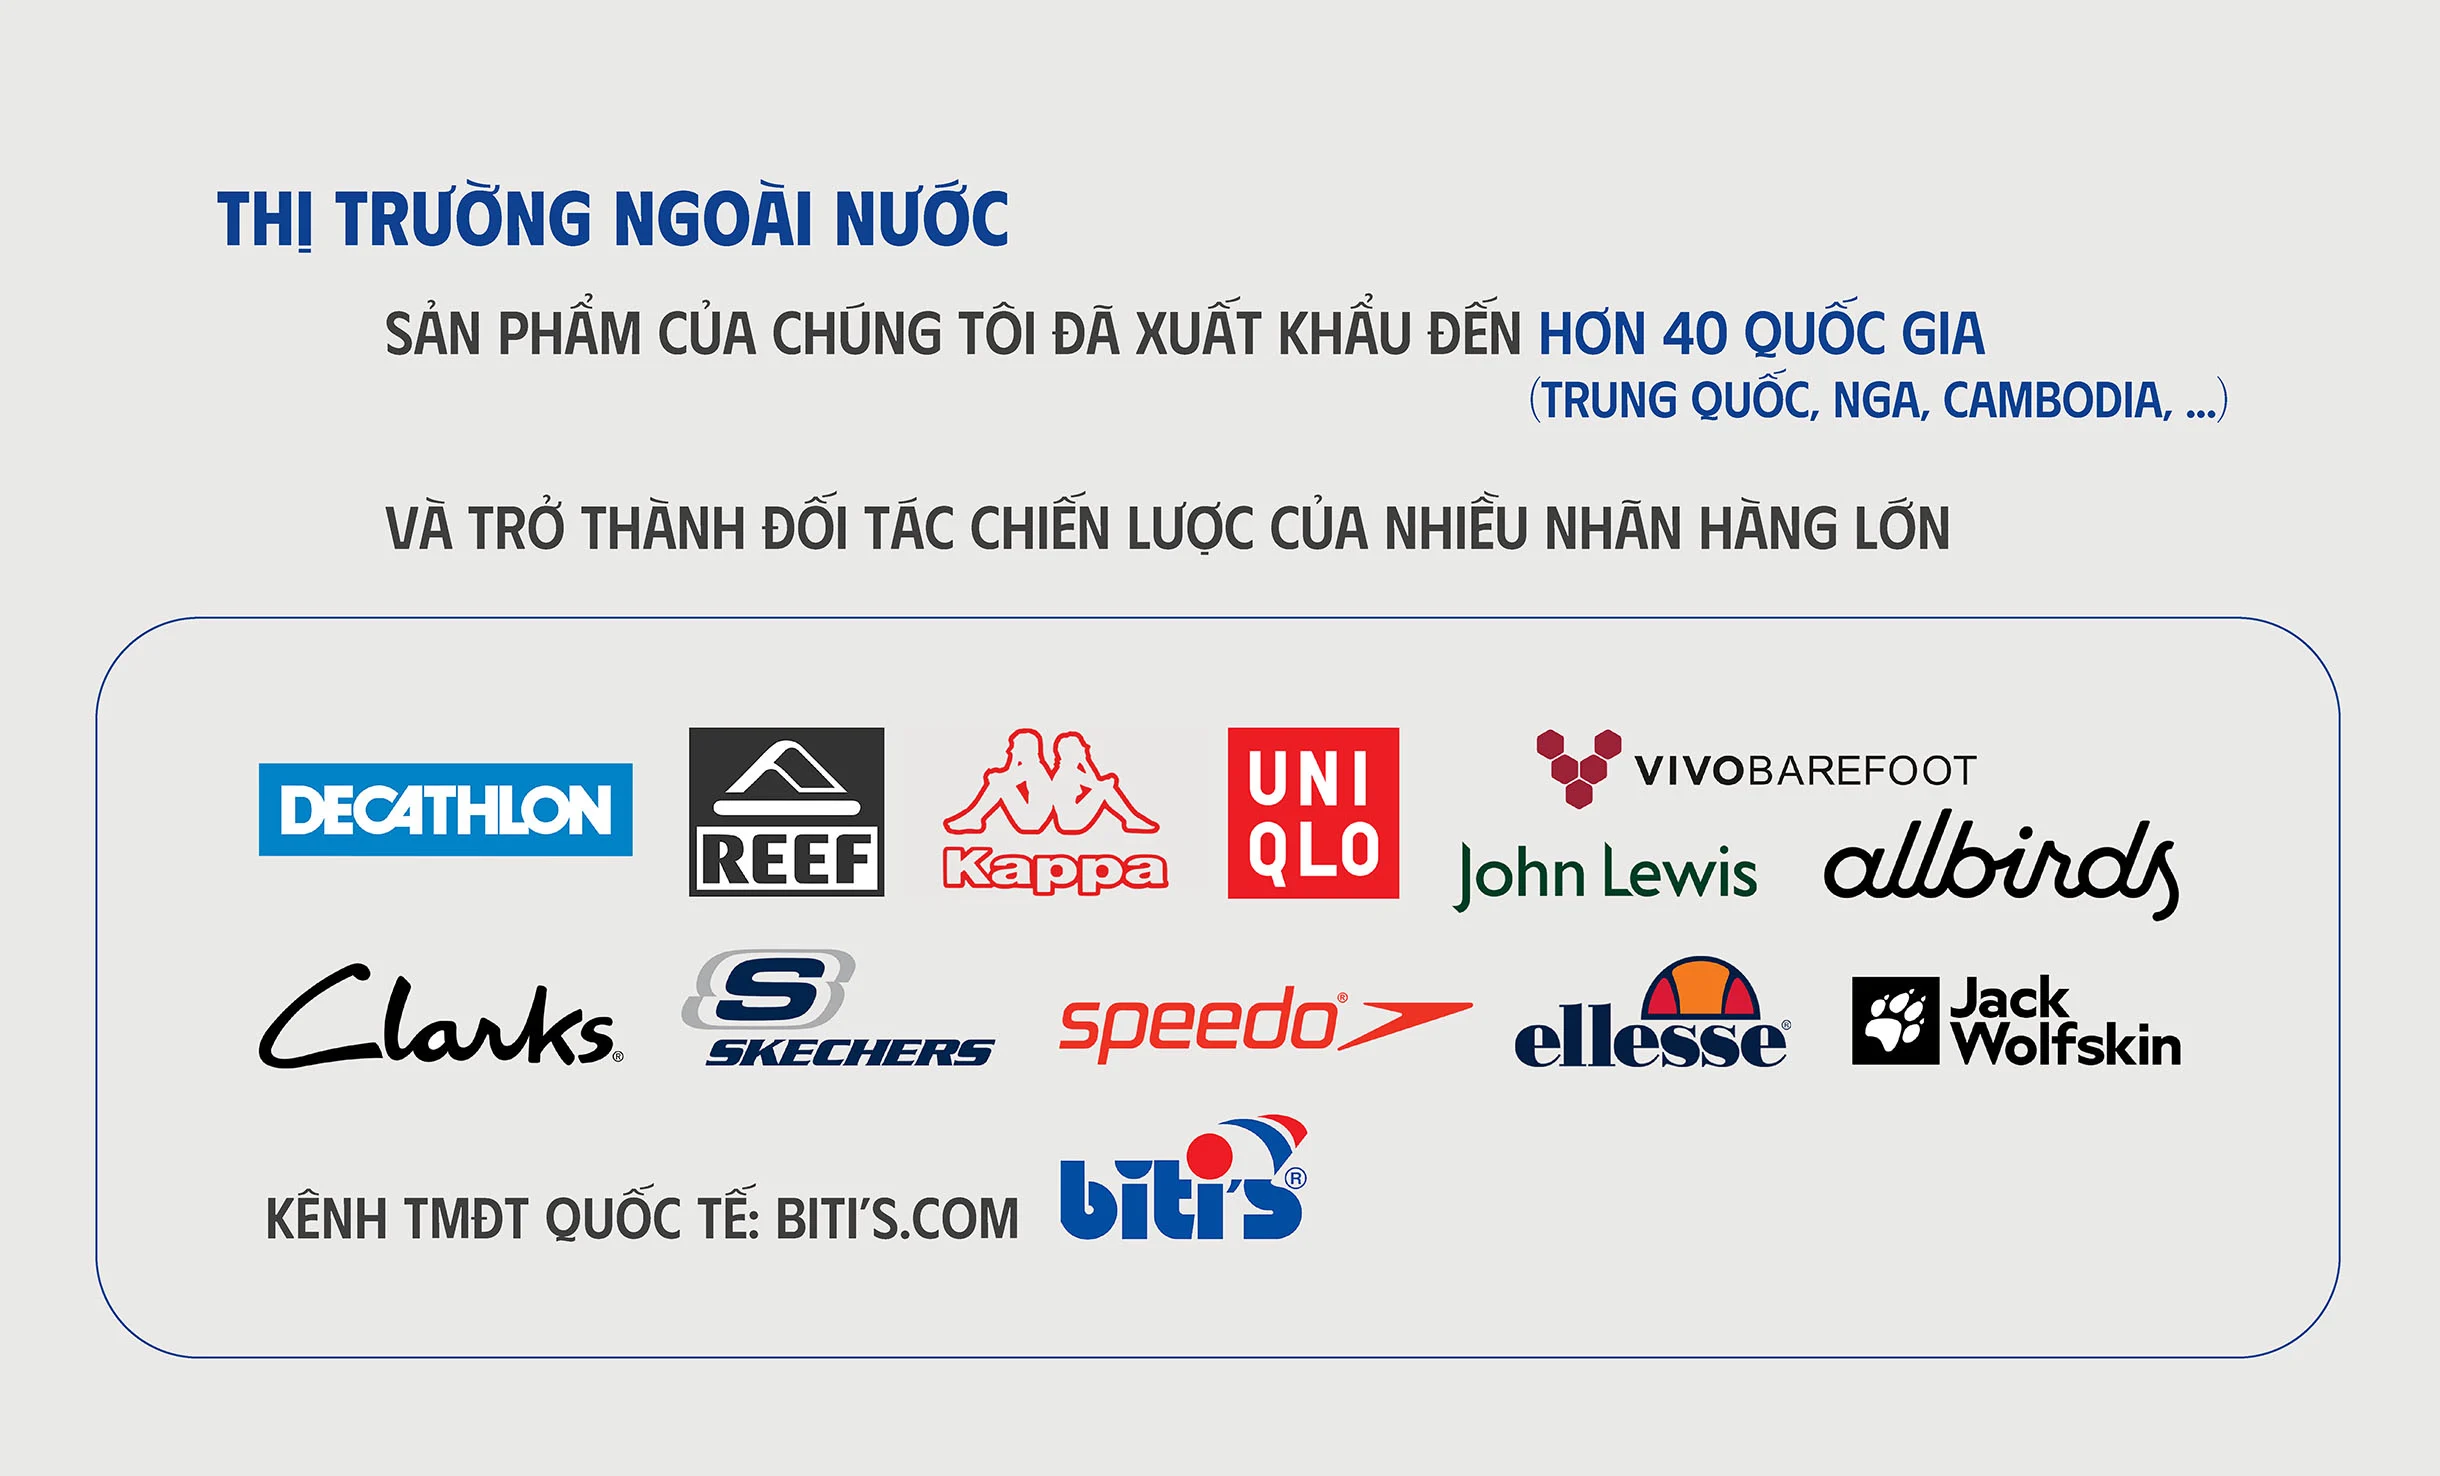 THỊ TRƯỜNG NGOÀI NƯỚC
SẢN PHẨM CỦA CHÚNG TÔI ĐÃ XUẤT KHẨU ĐẾN HƠN 40 QUỐC GIA
(TRUNG QUỐC, NGA, CAMBODIA, ...)
VÀ TRỞ THÀNH ĐỐI TÁC CHIẾN LƯỢC CỦA NHIỀU NHÃN HÀNG LỚN
DECATHLON
REEF
Kappa
UNI
QLO
VIVOBAREFOOT
John Lewis
allbirds
Clarks®
S
SKECHERS
speedo®
ellesse®
Jack
Wolfskin
KÊNH TMĐT QUỐC TẾ: BITI'S.COM
biti's®